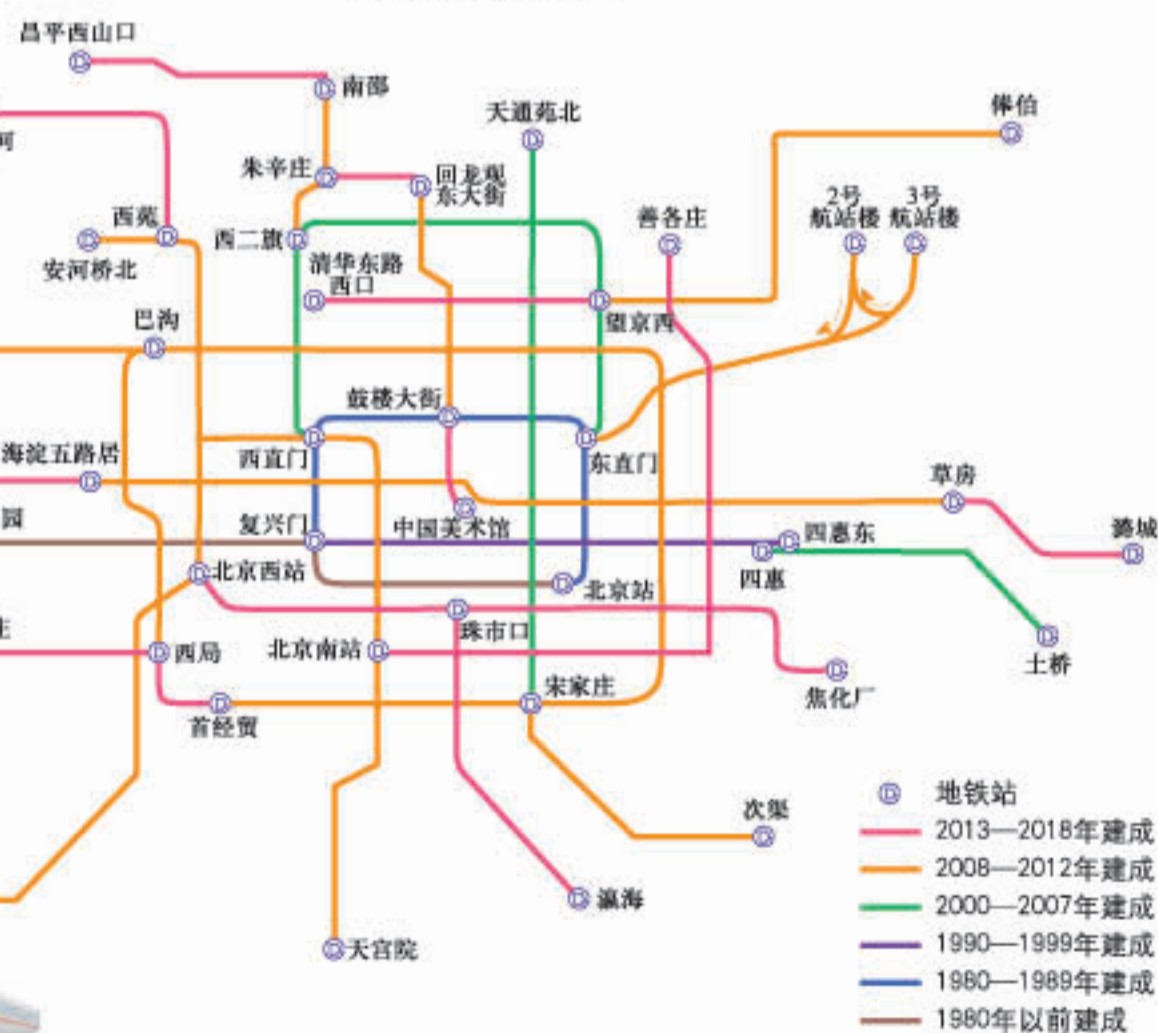 昌平西山口
南邵
天通苑北
俸伯
河
朱辛庄
回龙观
东大街
2号
航站楼
3号
航站楼
西苑
善各庄
西二旗
安河桥北
清华东路
西口
巴沟
望京西
鼓楼大街
海淀五路居
西直门
东直门
草房
园
复兴门
中国美术馆
四惠东
潞城
北京西站
四惠
北京站
庄
珠市口
西局
北京南站
土桥
宋家庄
焦化厂
首经贸
次渠
地铁站
2013—2018年建成
2008—2012年建成
瀛海
2000—2007年建成
天宫院
1990—1999年建成
1980—1989年建成
1980年以前建成